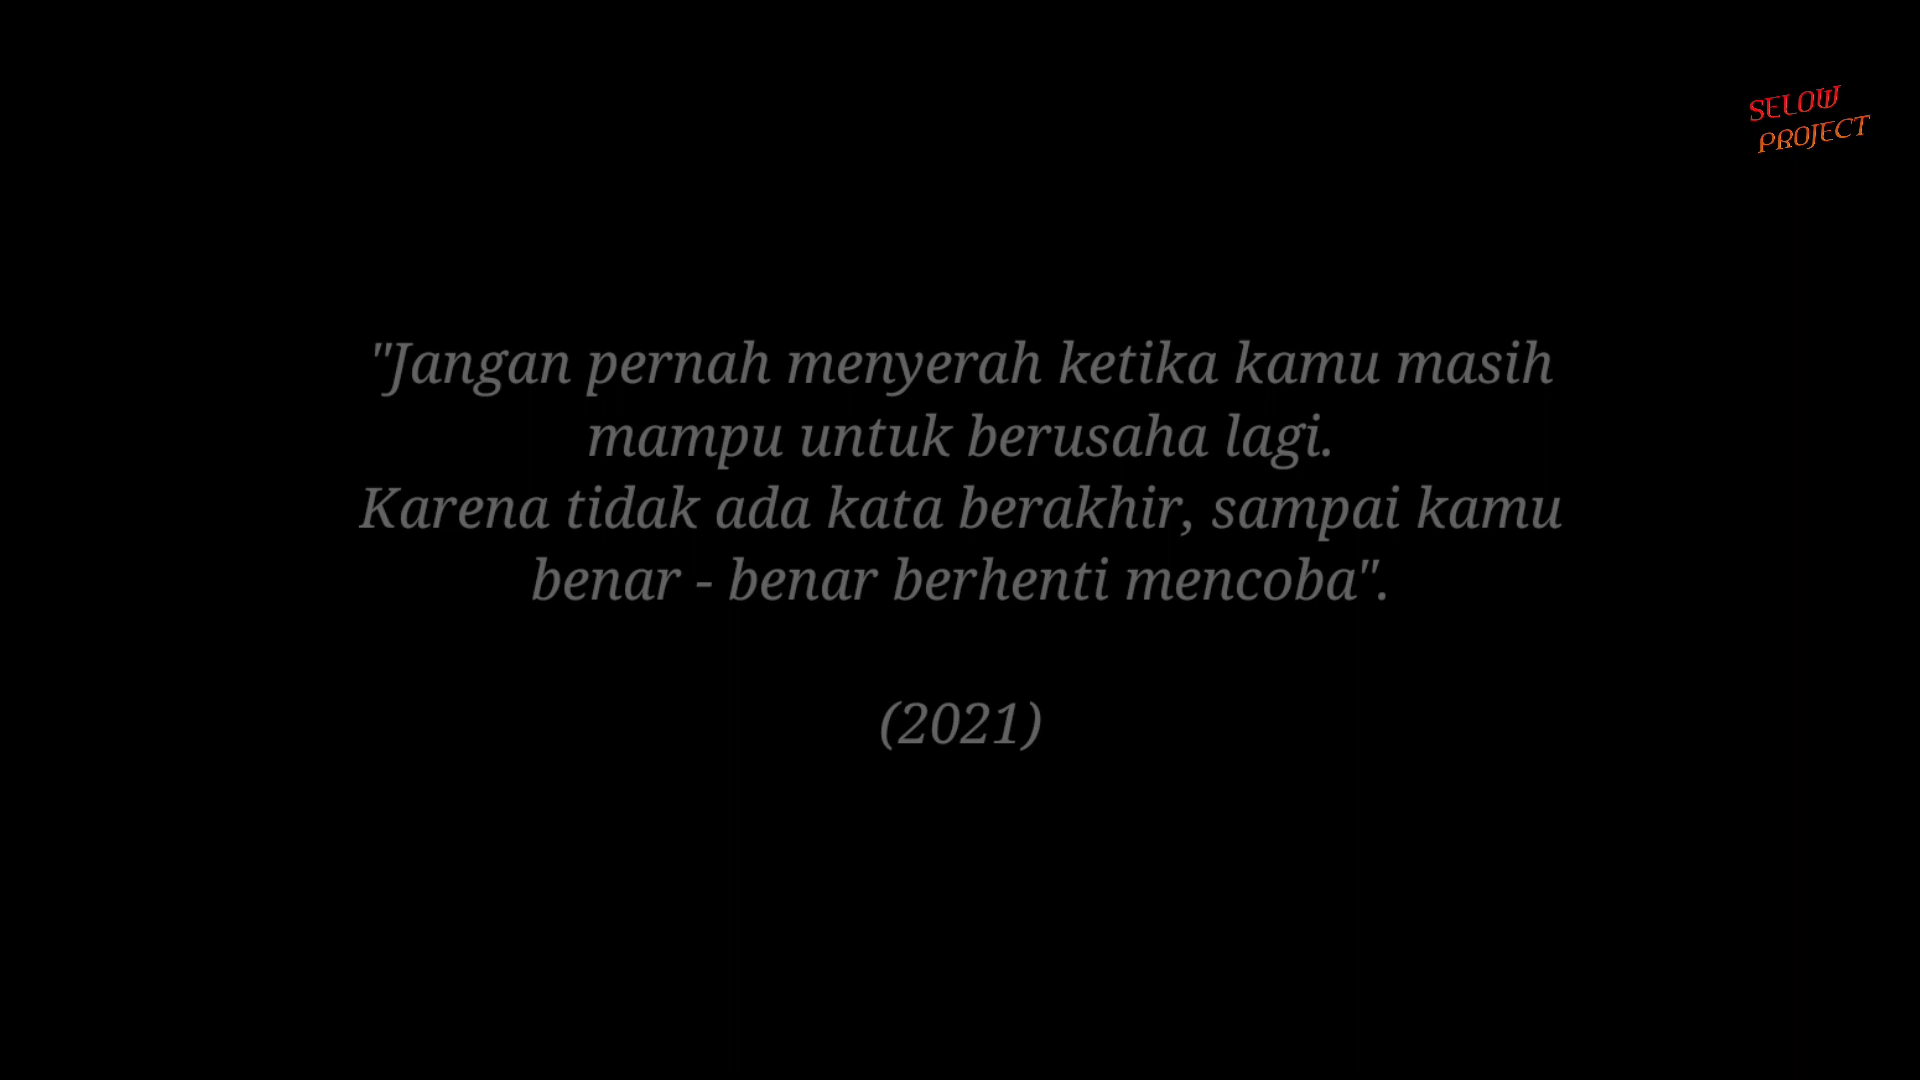 SELOW
PROJECT
"Jangan pernah menyerah ketika kamu masih
mampu untuk berusaha lagi.
Karena tidak ada kata berakhir, sampai kamu
benar - benar berhenti mencoba".
(2021)